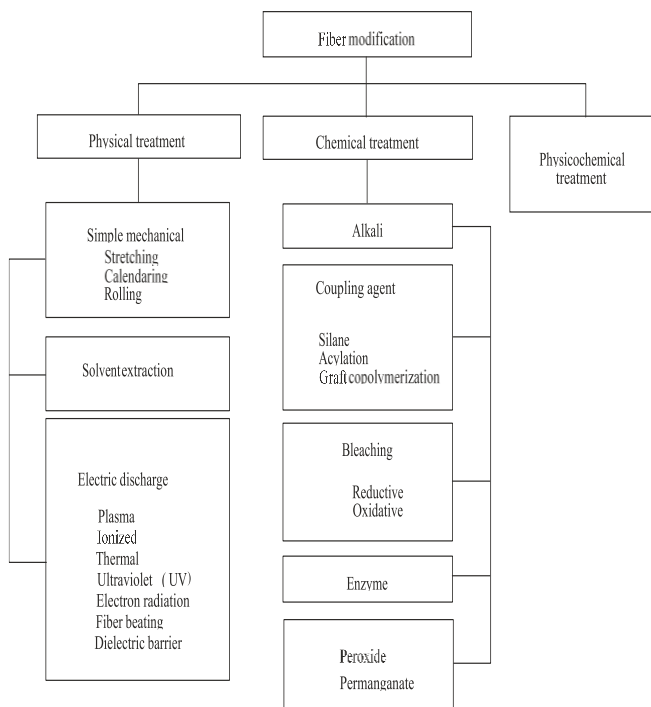 Fiber modification
Physical treatment
Chemical treatment
Physicochemical
treatment
Simple mechanical
Stretching
Calendaring
Rolling
Solvent extraction
Electric discharge
Plasma
Ionized
Thermal
Ultraviolet (UV)
Electron radiation
Fiber beating
Dielectric barrier
Alkali
Coupling agent
Silane
Acylation
Graft copolymerization
Bleaching
Reductive
Oxidative
Enzyme
Peroxide
Permanganate